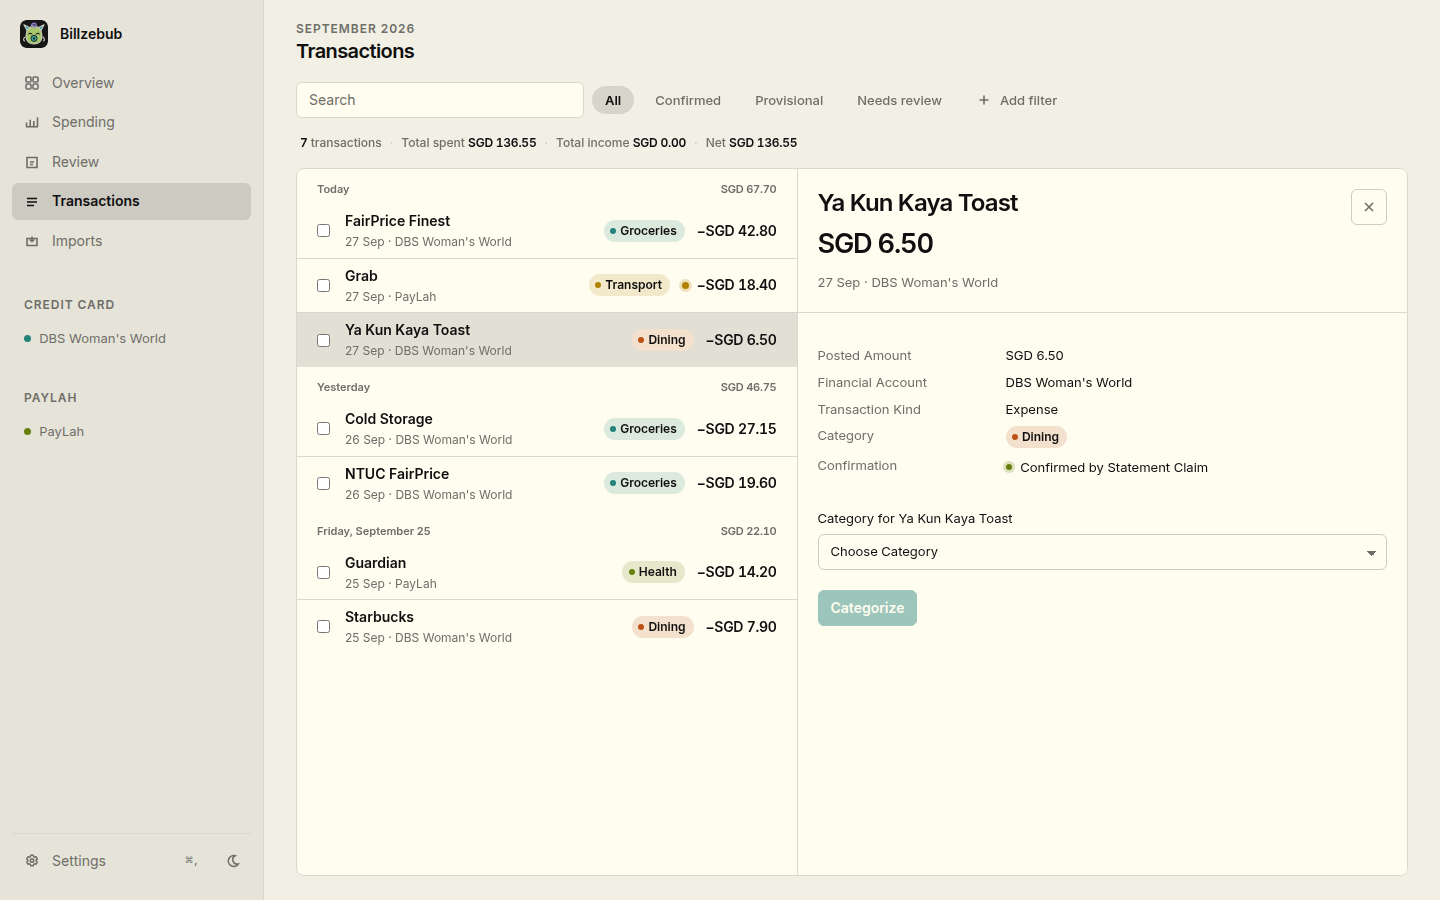 Billzebub
Overview
Spending
Review
Transactions
Imports
CREDIT CARD
DBS Woman's World
PAYLAH
PayLah
Settings ⌘,
SEPTEMBER 2026
Transactions
Search All Confirmed Provisional Needs review + Add filter
7 transactions · Total spent SGD 136.55 · Total income SGD 0.00 · Net SGD 136.55
Today SGD 67.70
FairPrice Finest
27 Sep · DBS Woman's World
Groceries −SGD 42.80
Grab
27 Sep · PayLah
Transport −SGD 18.40
Ya Kun Kaya Toast
27 Sep · DBS Woman's World
Dining −SGD 6.50
Yesterday SGD 46.75
Cold Storage
26 Sep · DBS Woman's World
Groceries −SGD 27.15
NTUC FairPrice
26 Sep · DBS Woman's World
Groceries −SGD 19.60
Friday, September 25 SGD 22.10
Guardian
25 Sep · PayLah
Health −SGD 14.20
Starbucks
25 Sep · DBS Woman's World
Dining −SGD 7.90
Ya Kun Kaya Toast
SGD 6.50
27 Sep · DBS Woman's World
Posted Amount SGD 6.50
Financial Account DBS Woman's World
Transaction Kind Expense
Category Dining
Confirmation Confirmed by Statement Claim
Category for Ya Kun Kaya Toast
Choose Category
Categorize